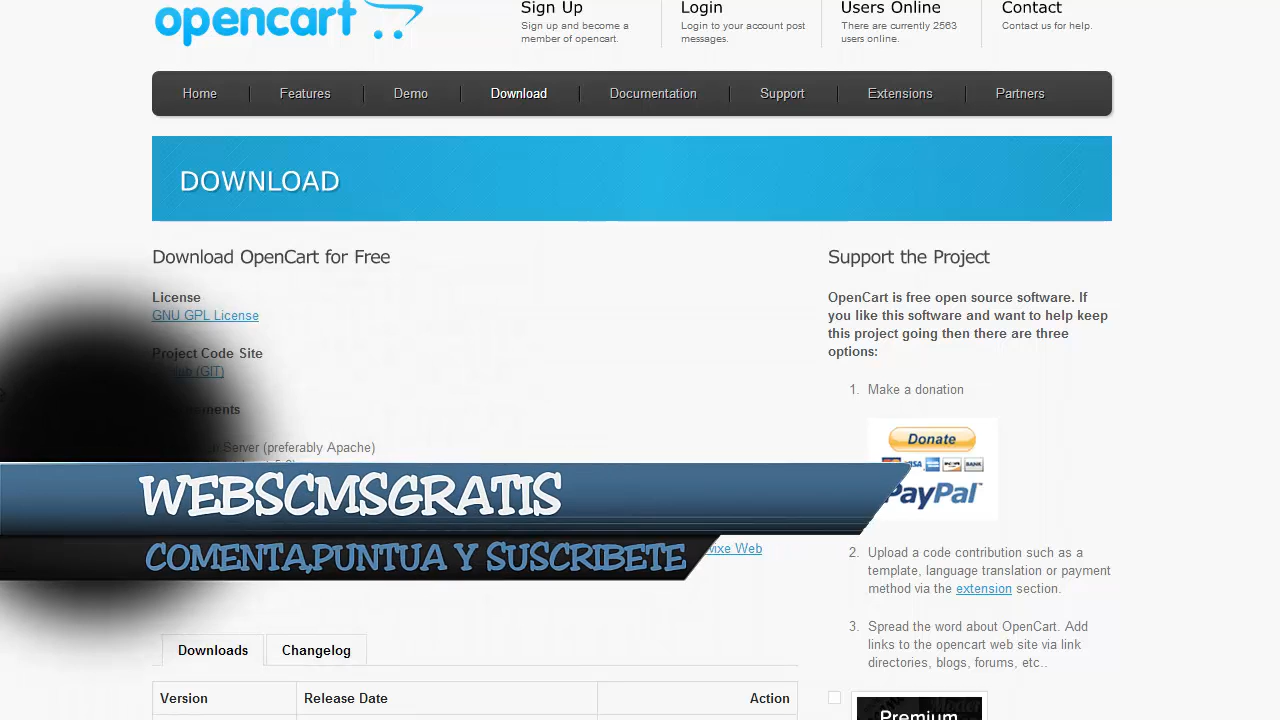 opencart
Sign Up
Sign up and become a
member of opencart.
Login
Login to your account post
messages.
Users Online
There are currently 2563
users online.
Contact
Contact us for help.
Home
Features
Demo
Download
Documentation
Support
Extensions
Partners
DOWNLOAD
Download OpenCart for Free
License
GNU GPL License
Project Code Site
(GIT)
Server (preferably Apache)
WEBSCMSGRATIS
COMENTA,PUNTUA Y SUSCRIBETE
Web
Downloads
Changelog
Version
Release Date
Action
Support the Project
OpenCart is free open source software. If
you like this software and want to help keep
this project going then there are three
options:
1. Make a donation
Donate
PayPal
2. Upload a code contribution such as a
template, language translation or payment
method via the extension section.
3. Spread the word about OpenCart. Add
links to the opencart web site via link
directories, blogs, forums, etc..
Premium